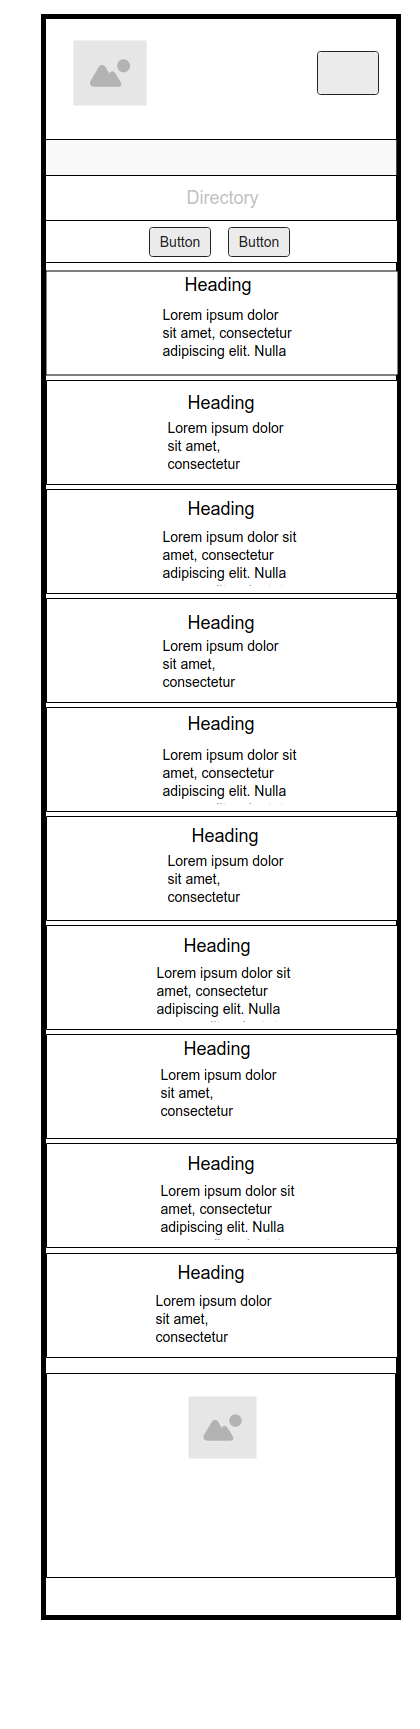 Directory
Button Button
Heading
Lorem ipsum dolor
sit amet, consectetur
adipiscing elit. Nulla
Heading
Lorem ipsum dolor
sit amet,
consectetur
Heading
Lorem ipsum dolor sit
amet, consectetur
adipiscing elit. Nulla
Heading
Lorem ipsum dolor
sit amet,
consectetur
Heading
Lorem ipsum dolor sit
amet, consectetur
adipiscing elit. Nulla
Heading
Lorem ipsum dolor
sit amet,
consectetur
Heading
Lorem ipsum dolor sit
amet, consectetur
adipiscing elit. Nulla
Heading
Lorem ipsum dolor
sit amet,
consectetur
Heading
Lorem ipsum dolor sit
amet, consectetur
adipiscing elit. Nulla
Heading
Lorem ipsum dolor
sit amet,
consectetur